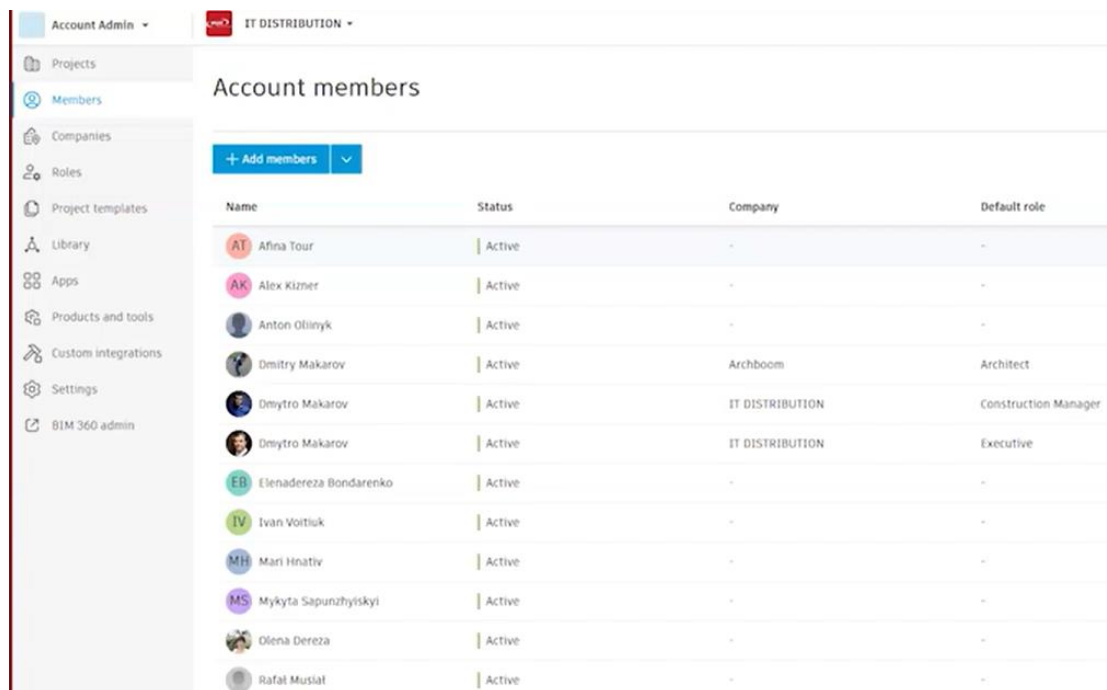 Account Admin
IT DISTRIBUTION
Projects
Members
Companies
Roles
Project templates
Library
Apps
Products and tools
Custom integrations
Settings
BIM 360 admin
Account members
+ Add members
Name Status Company Default role
AT Afina Tour Active - -
AK Alex Kizner Active - -
Anton Oliinyk Active - -
Dmitry Makarov Active Archboom Architect
Dmytro Makarov Active IT DISTRIBUTION Construction Manager
Dmytro Makarov Active IT DISTRIBUTION Executive
EB Elenadereza Bondarenko Active - -
IV Ivan Voitiuk Active - -
MH Mari Hnativ Active - -
MS Mykyta Sapunzhyiskyi Active - -
Olena Dereza Active - -
Rafał Musiał Active - -